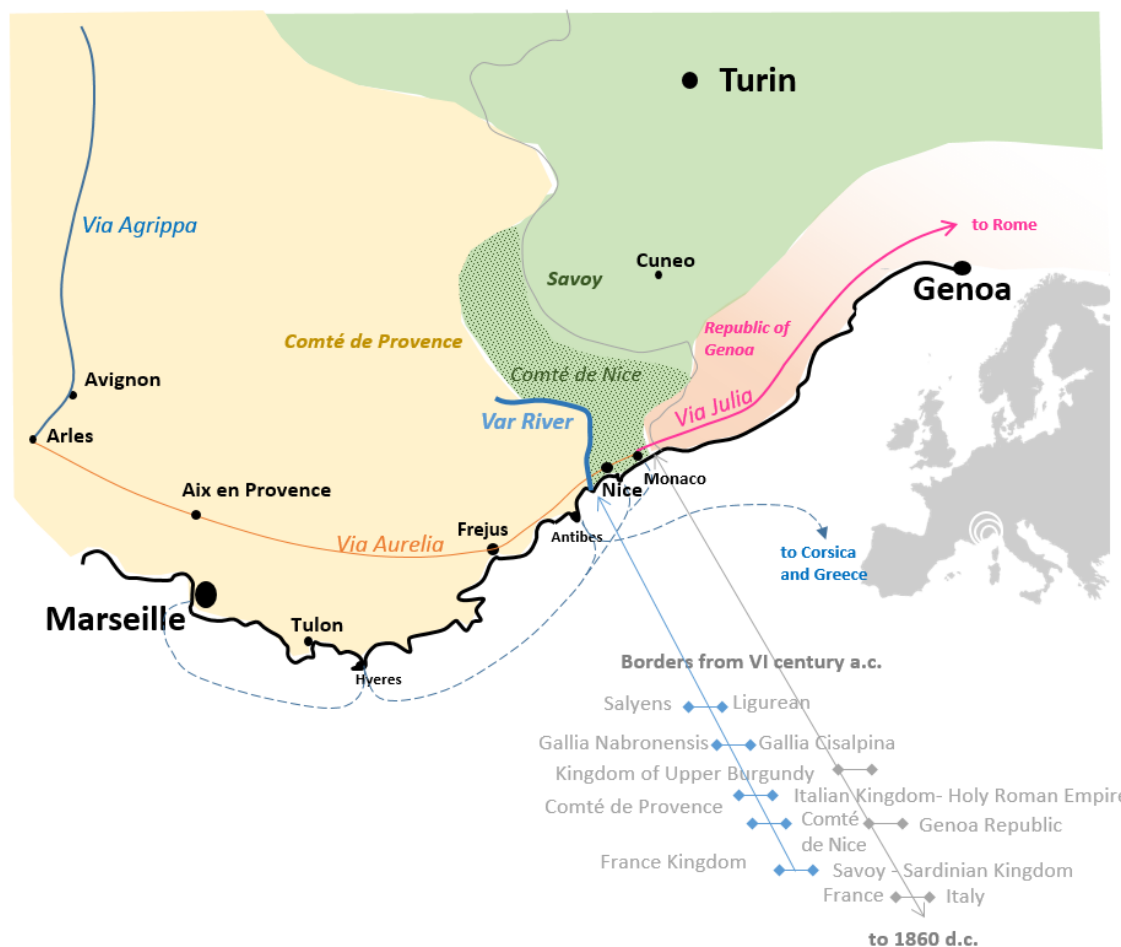 Turin
Via Agrippa
to Rome
Cuneo
Savoy
Genoa
Republic of
Genoa
Comté de Provence
Comté de Nice
Avignon
Via Julia
Var River
Arles
Monaco
Aix en Provence
Nice
Frejus
Antibes
Via Aurelia
to Corsica
and Greece
Marseille
Tulon
Hyeres
Borders from VI century a.c.
Salyens Ligurean
Gallia Nabronensis Gallia Cisalpina
Kingdom of Upper Burgundy
Italian Kingdom- Holy Roman Empire
Comté de Provence
Comté
de Nice
Genoa Republic
France Kingdom
Savoy - Sardinian Kingdom
France Italy
to 1860 d.c.